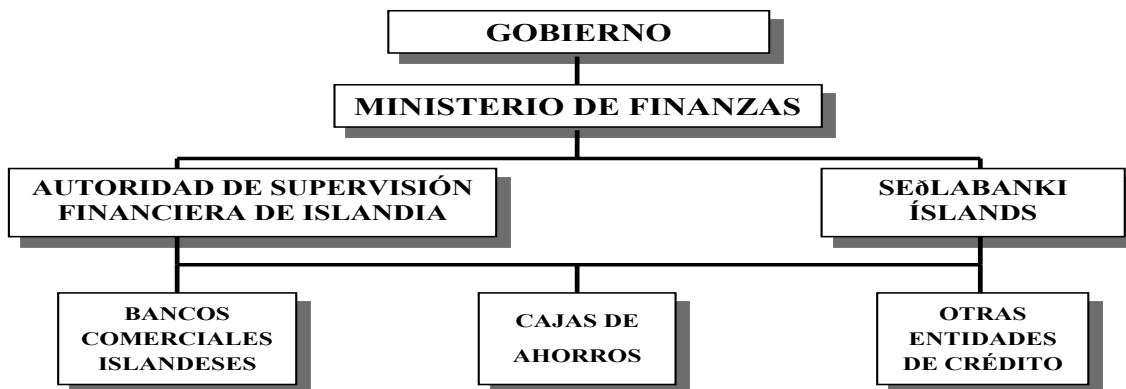 GOBIERNO
MINISTERIO DE FINANZAS
AUTORIDAD DE SUPERVISIÓN
FINANCIERA DE ISLANDIA
SEðLABANKI
ÍSLANDS
BANCOS
COMERCIALES
ISLANDESES
CAJAS DE
AHORROS
OTRAS
ENTIDADES
DE CRÉDITO